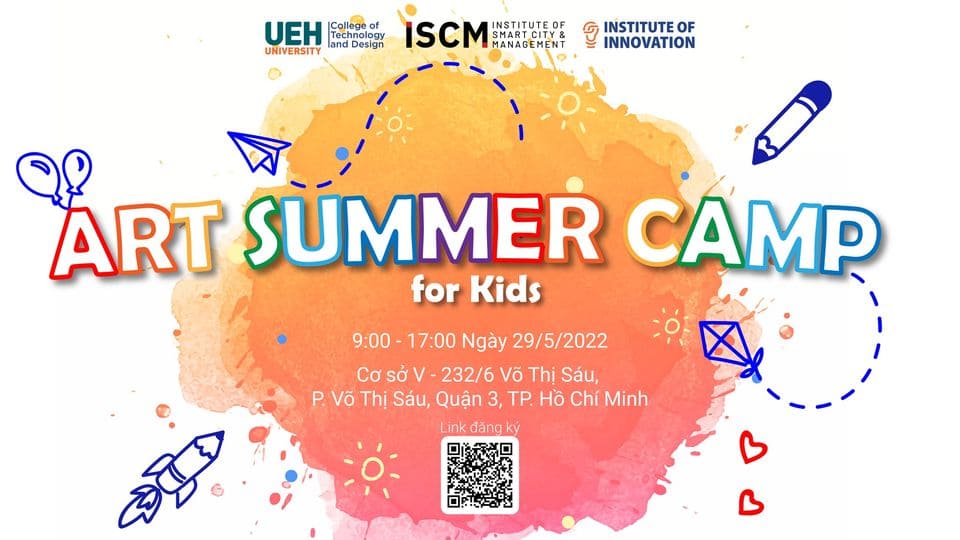 UEH
UNIVERSITY
College of
Technology
and Design
ISCM
INSTITUTE OF
SMART CITY &
MANAGEMENT
INSTITUTE OF
INNOVATION
ART SUMMER CAMP
for Kids
9:00 - 17:00 Ngày 29/5/2022
Cơ sở V - 232/6 Võ Thị Sáu,
P. Võ Thị Sáu, Quận 3, TP. Hồ Chí Minh
Link đăng ký